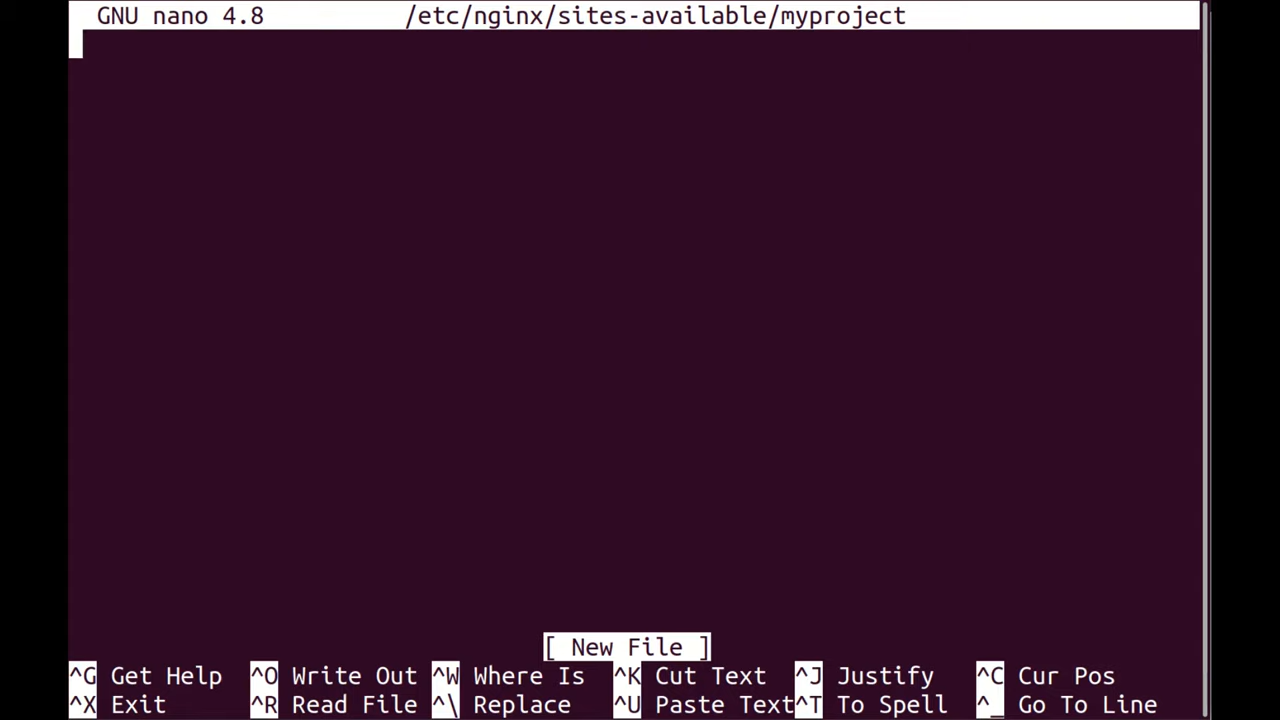 GNU nano 4.8 /etc/nginx/sites-available/myproject
[ New File ]
^G Get Help ^O Write Out ^W Where Is ^K Cut Text ^J Justify ^C Cur Pos
^X Exit ^R Read File ^\ Replace ^U Paste Text^T To Spell ^_ Go To Line